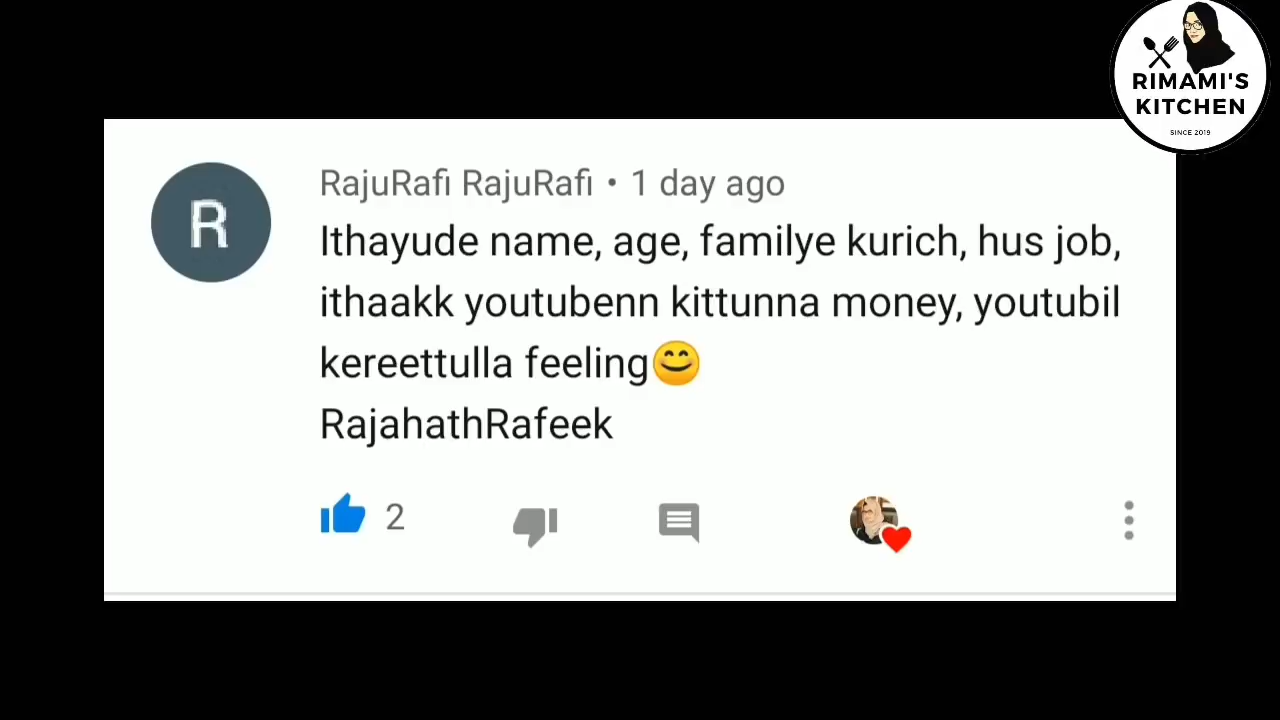 RIMAMI'S
KITCHEN
SINCE 2019
R
RajuRafi RajuRafi • 1 day ago
Ithayude name, age, familye kurich, hus job,
ithaakk youtubenn kittunna money, youtubil
kereettulla feeling😊
RajahathRafeek
2